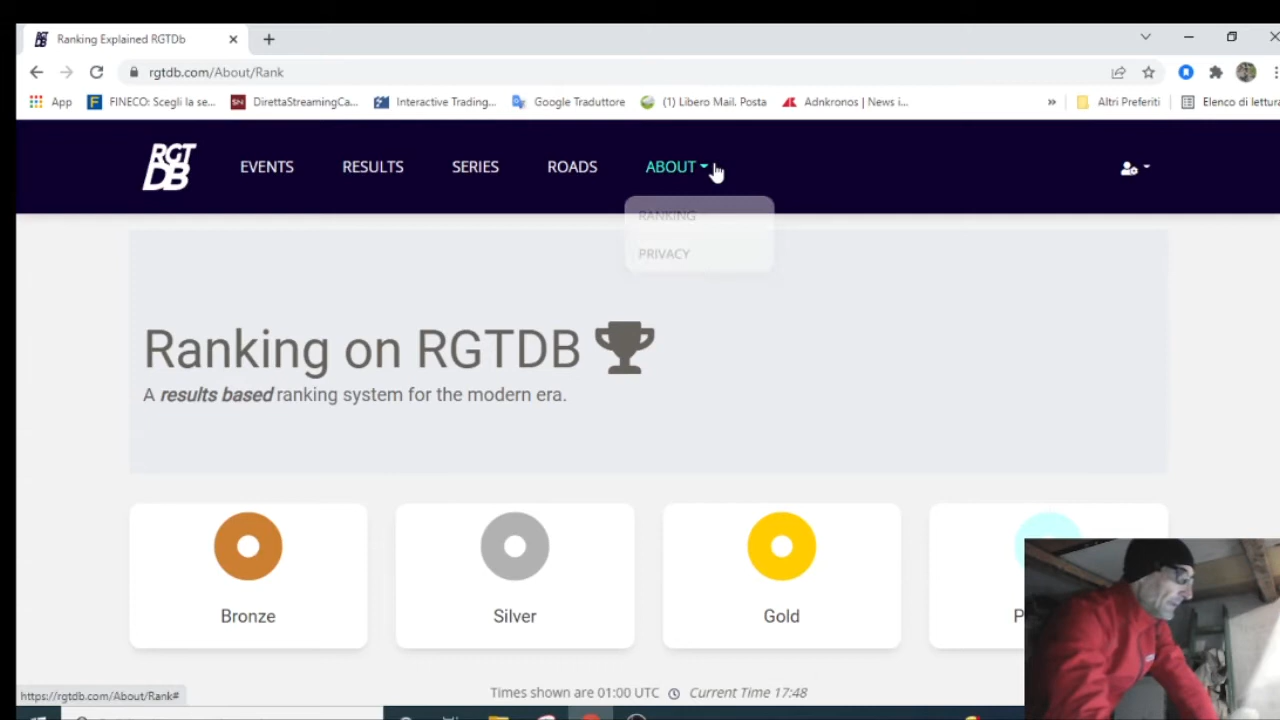 Ranking Explained RGTDb
rgtdb.com/About/Rank
App FINECO: Scegli la se... SN DirettaStreamingCa... Interactive Trading... Google Traduttore (1) Libero Mail. Posta Adnkronos | News i... » Altri Preferiti Elenco di lettura
RGT
DB
EVENTS RESULTS SERIES ROADS ABOUT
RANKING
PRIVACY
Ranking on RGTDB
A results based ranking system for the modern era.
Bronze Silver Gold P
https://rgtdb.com/About/Rank#
Times shown are 01:00 UTC Current Time 17:48